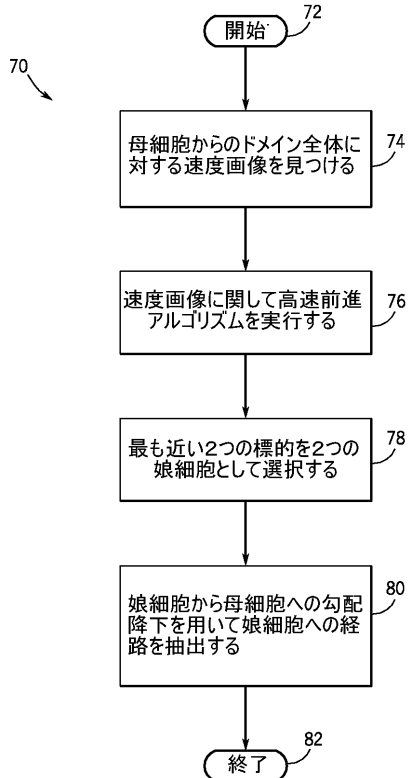 70
開始
72
母細胞からのドメイン全体に
対する速度画像を見つける
74
速度画像に関して高速前進
アルゴリズムを実行する
76
最も近い2つの標的を2つの
娘細胞として選択する
78
娘細胞から母細胞への勾配
降下を用いて娘細胞への経
路を抽出する
80
終了
82